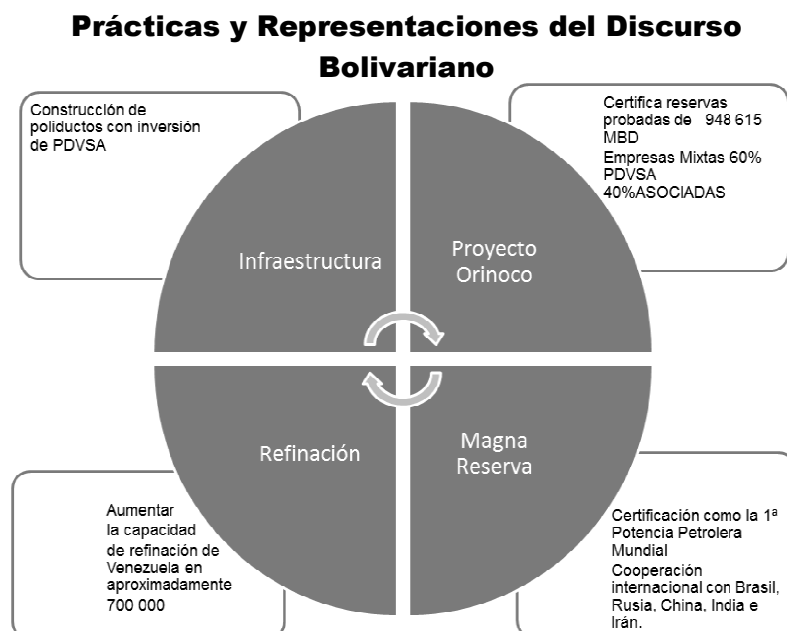 Prácticas y Representaciones del Discurso
Bolivariano
Construcción de
poliductos con inversión
de PDVSA
Certifica reservas
probadas de 948 615
MBD
Empresas Mixtas 60%
PDVSA
40%ASOCIADAS
Infraestructura
Proyecto
Orinoco
Refinación
Magna
Reserva
Aumentar
la capacidad
de refinación de
Venezuela en
aproximadamente
700 000
Certificación como la 1ª
Potencia Petrolera
Mundial
Cooperación
internacional con Brasil,
Rusia, China, India e
Irán.